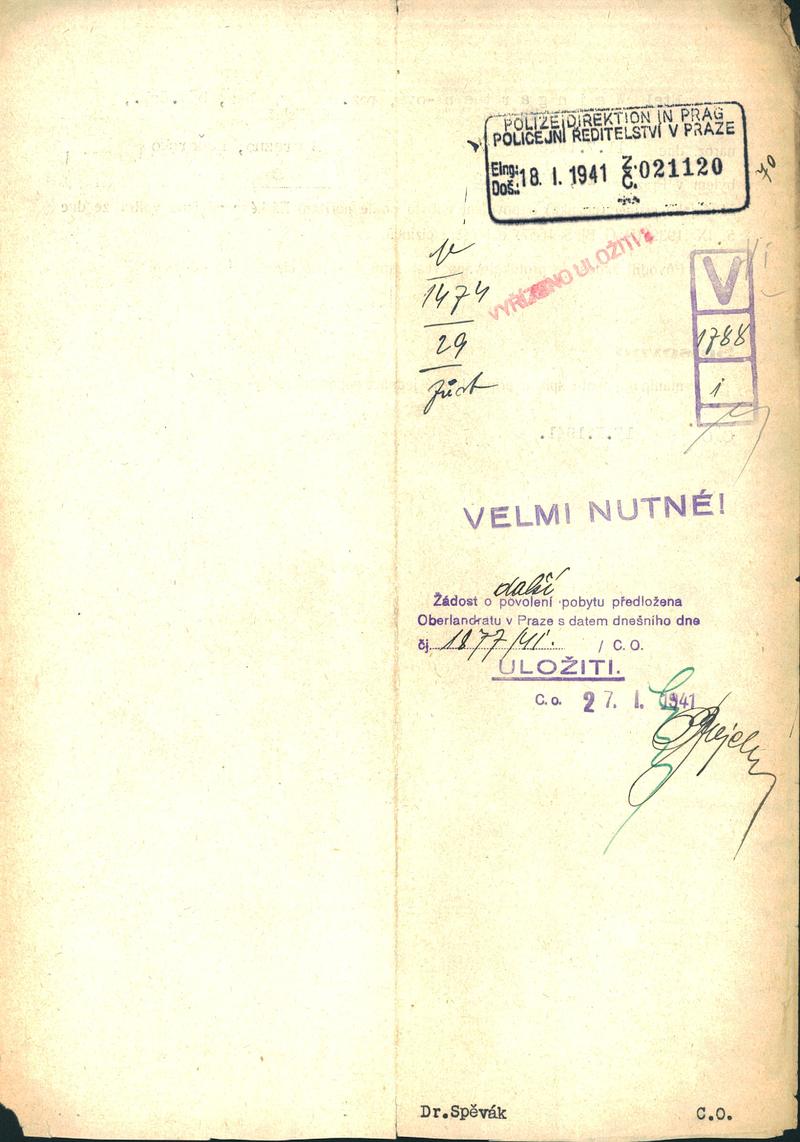 POLIZEIDIREKTION IN PRAG
POLICEJNÍ ŘEDITELSTVÍ V PRAZE
Eing.:
Doš.:
18. I. 1941 Z. Č. 021120
70
VYŘÍZENO ULOŽITI!
V
1474
29
V
1788
i
VELMI NUTNÉ!
další
Žádost o povolení pobytu předložena
Oberlandratu v Praze s datem dnešního dne
čj. 1877/41. / C. O.
ULOŽITI.
C. o. 27. I. 1941
Dr.Spěvák C.O.